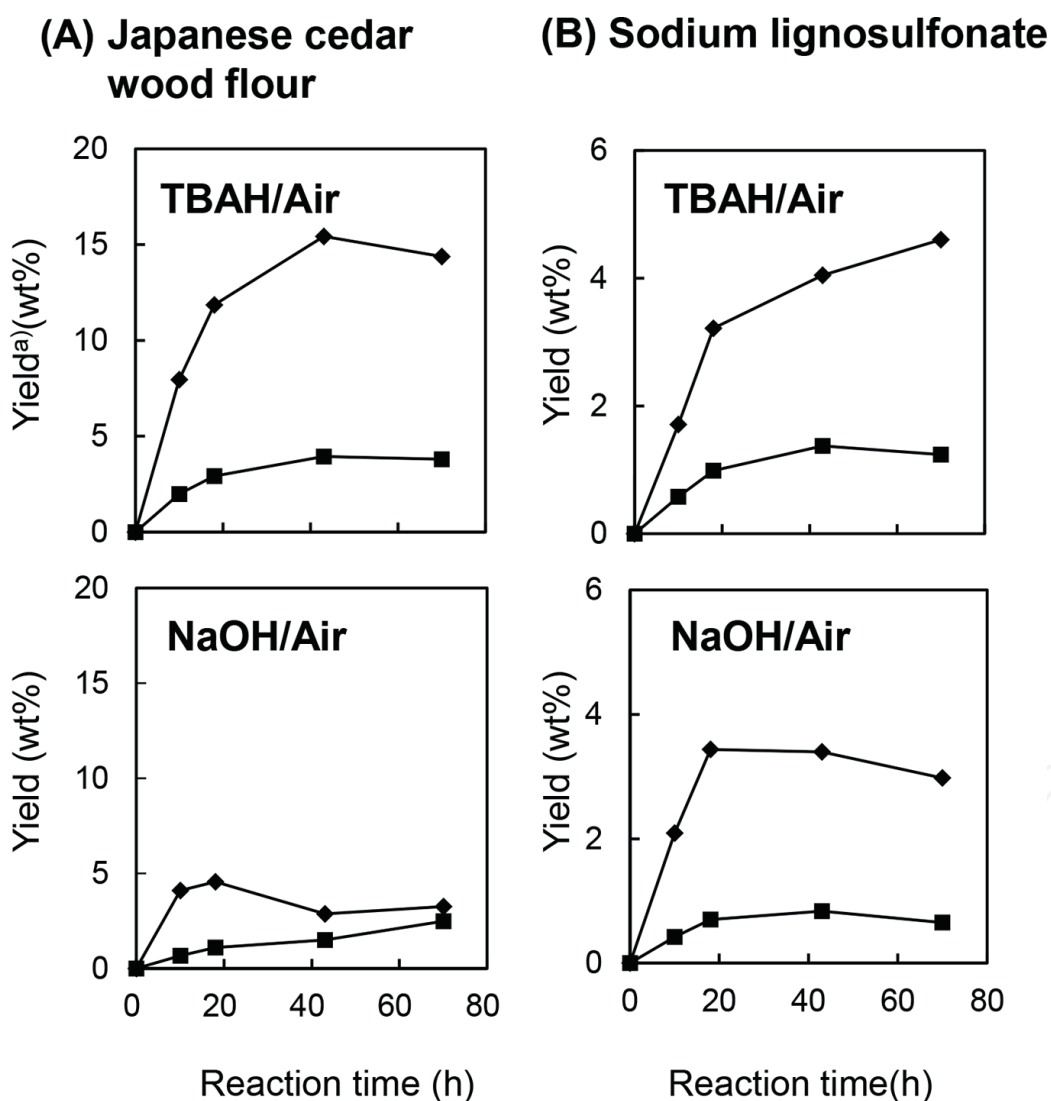 (A) Japanese cedar
wood flour
(B) Sodium lignosulfonate
20
15
10
5
0
Yieldᵃ⁾(wt%)
TBAH/Air
6
4
2
0
Yield (wt%)
TBAH/Air
20
15
10
5
0
Yield (wt%)
NaOH/Air
0 20 40 60 80
Reaction time (h)
6
4
2
0
Yield (wt%)
NaOH/Air
0 20 40 60 80
Reaction time(h)